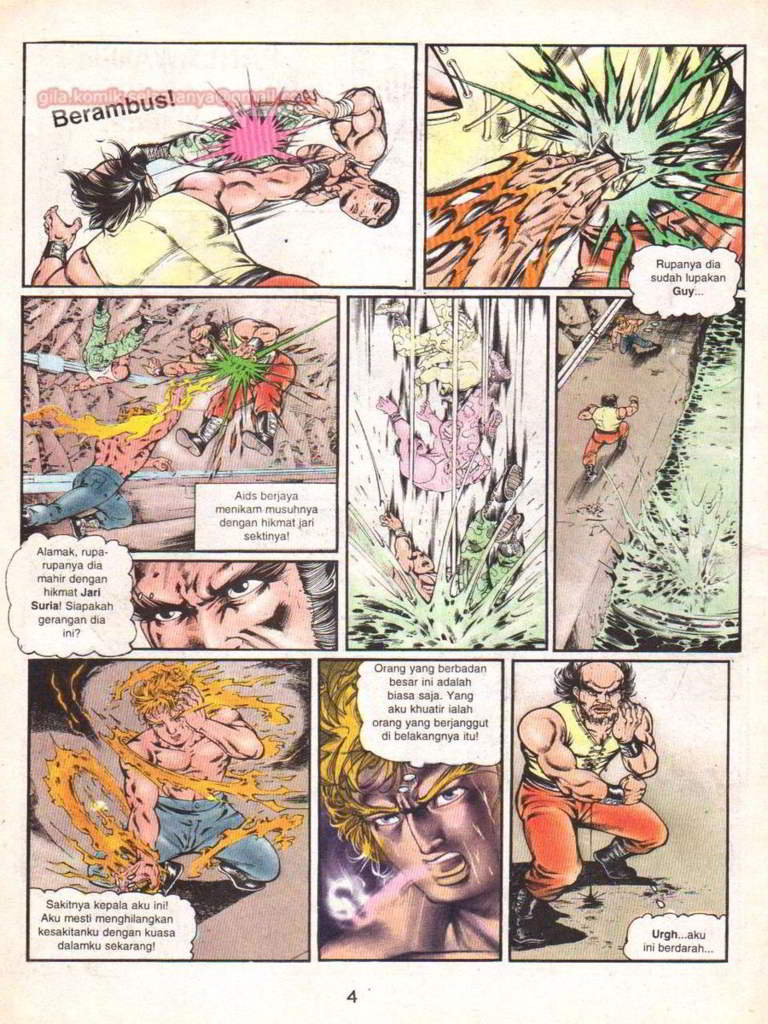 Berambus!
Rupanya dia
sudah lupakan
Guy...
Aids berjaya
menikam musuhnya
dengan hikmat jari
sektinya!
Alamak, rupa-
rupanya dia
mahir dengan
hikmat Jari
Suria! Siapakah
gerangan dia
ini?
Sakitnya kepala aku ini!
Aku mesti menghilangkan
kesakitanku dengan kuasa
dalamku sekarang!
Orang yang berbadan
besar ini adalah
biasa saja. Yang
aku khuatir ialah
orang yang berjanggut
di belakangnya itu!
Urgh...aku
ini berdarah...
4